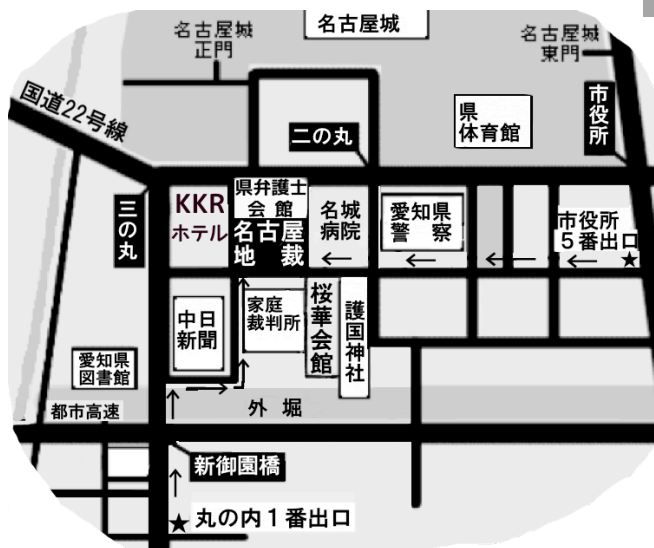 名古屋城
名古屋城
正門
名古屋城
東門
国道22号線
市役所
県
体育館
二の丸
三の丸
KKR
ホテル
県弁護士
会館
名古屋
地裁
名城
病院
愛知県
警察
市役所
5番出口
★
中日
新聞
家庭
裁判所
桜華会館
護国神社
愛知県
図書館
都市高速
外堀
新御園橋
★丸の内1番出口